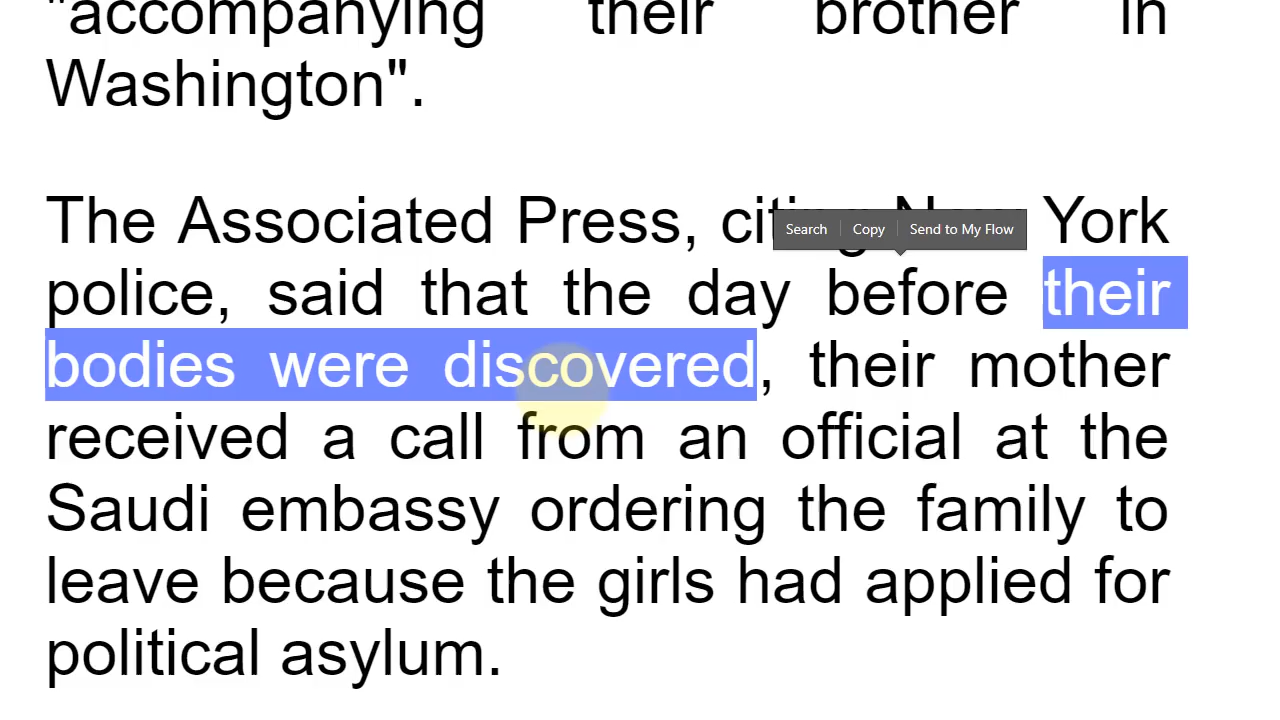 "accompanying their brother in
Washington".
The Associated Press, citing New York
Search Copy Send to My Flow
police, said that the day before their
bodies were discovered, their mother
received a call from an official at the
Saudi embassy ordering the family to
leave because the girls had applied for
political asylum.